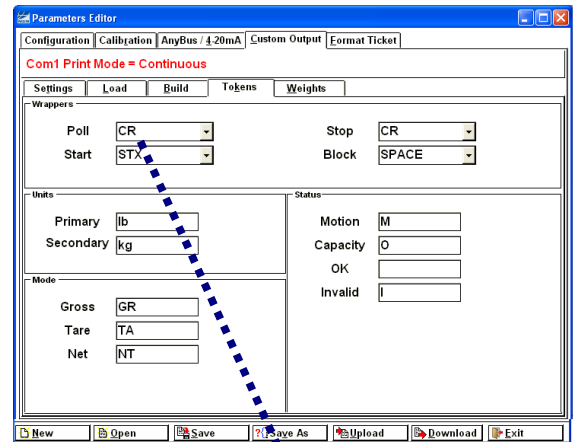 Parameters Editor
Configuration Calibration AnyBus / 4-20mA Custom Output Format Ticket
Com1 Print Mode = Continuous
Settings Load Build Tokens Weights
Wrappers
Poll CR Stop CR
Start STX Block SPACE
Units Status
Primary lb Motion M
Secondary kg Capacity O
OK
Mode Invalid I
Gross GR
Tare TA
Net NT
New Open Save Save As Upload Download Exit